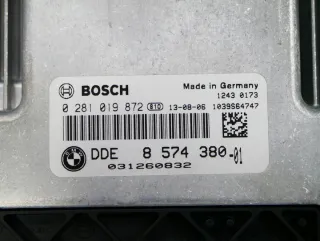 BOSCH
Made in Germany
1243 0173
0 281 019 872 B1D 13-08-06 1039S64747
DDE 8 574 380-01
031260832